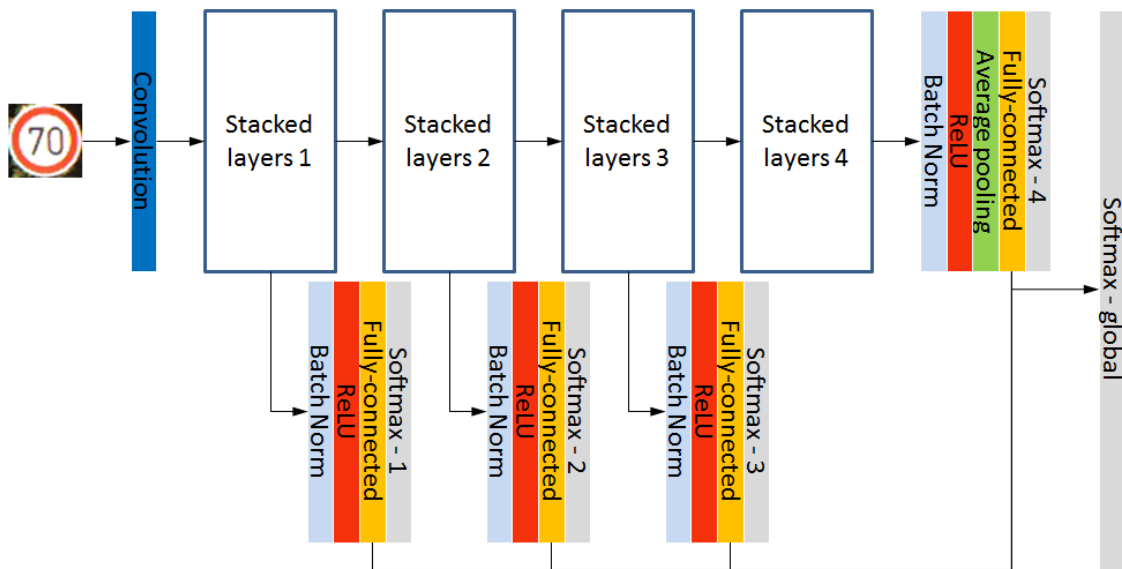 70
Convolution
Stacked
layers 1
Stacked
layers 2
Stacked
layers 3
Stacked
layers 4
Batch Norm
ReLU
Average pooling
Fully-connected
Softmax - 4
Softmax - global
Batch Norm
ReLU
Fully-connected
Softmax - 1
Batch Norm
ReLU
Fully-connected
Softmax - 2
Batch Norm
ReLU
Fully-connected
Softmax - 3